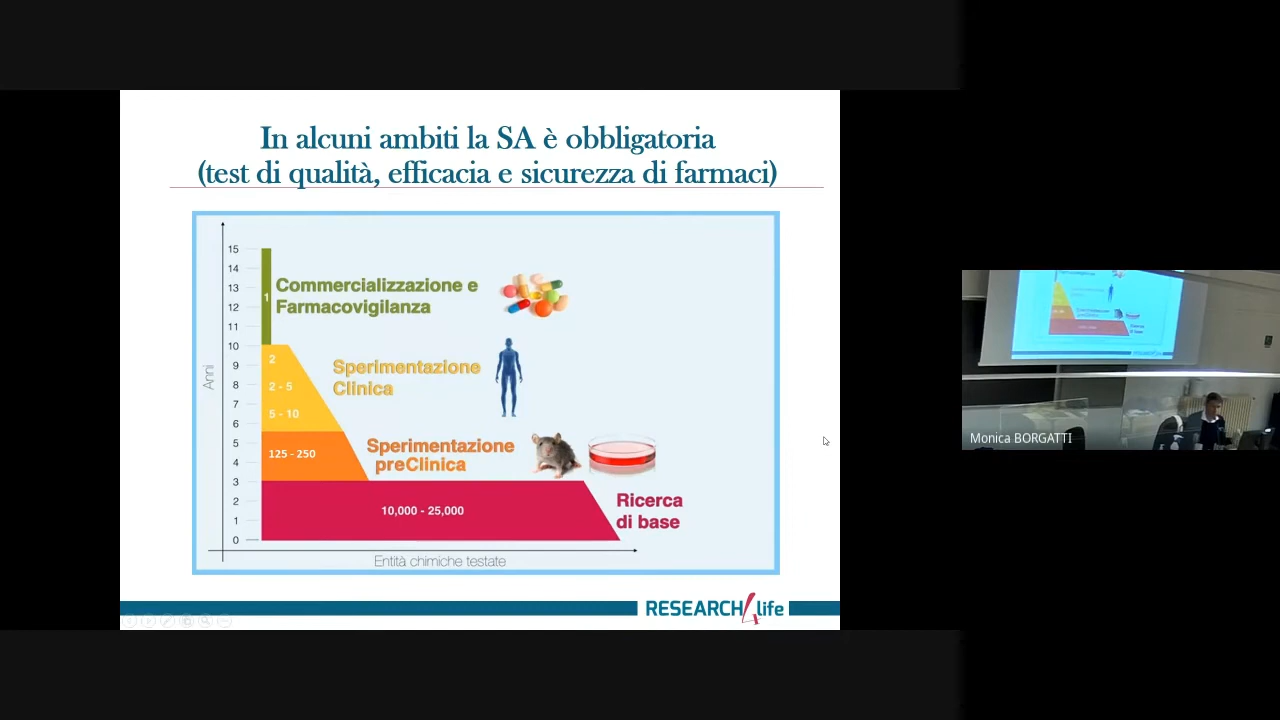 In alcuni ambiti la SA è obbligatoria
(test di qualità, efficacia e sicurezza di farmaci)
Anni
15
14
13
12
11
10
9
8
7
6
5
4
3
2
1
0
1
Commercializzazione e
Farmacovigilanza
2
2 - 5
5 - 10
Sperimentazione
Clinica
125 - 250
Sperimentazione
preClinica
10,000 - 25,000
Ricerca
di base
Entità chimiche testate
RESEARCH4life
Monica BORGATTI